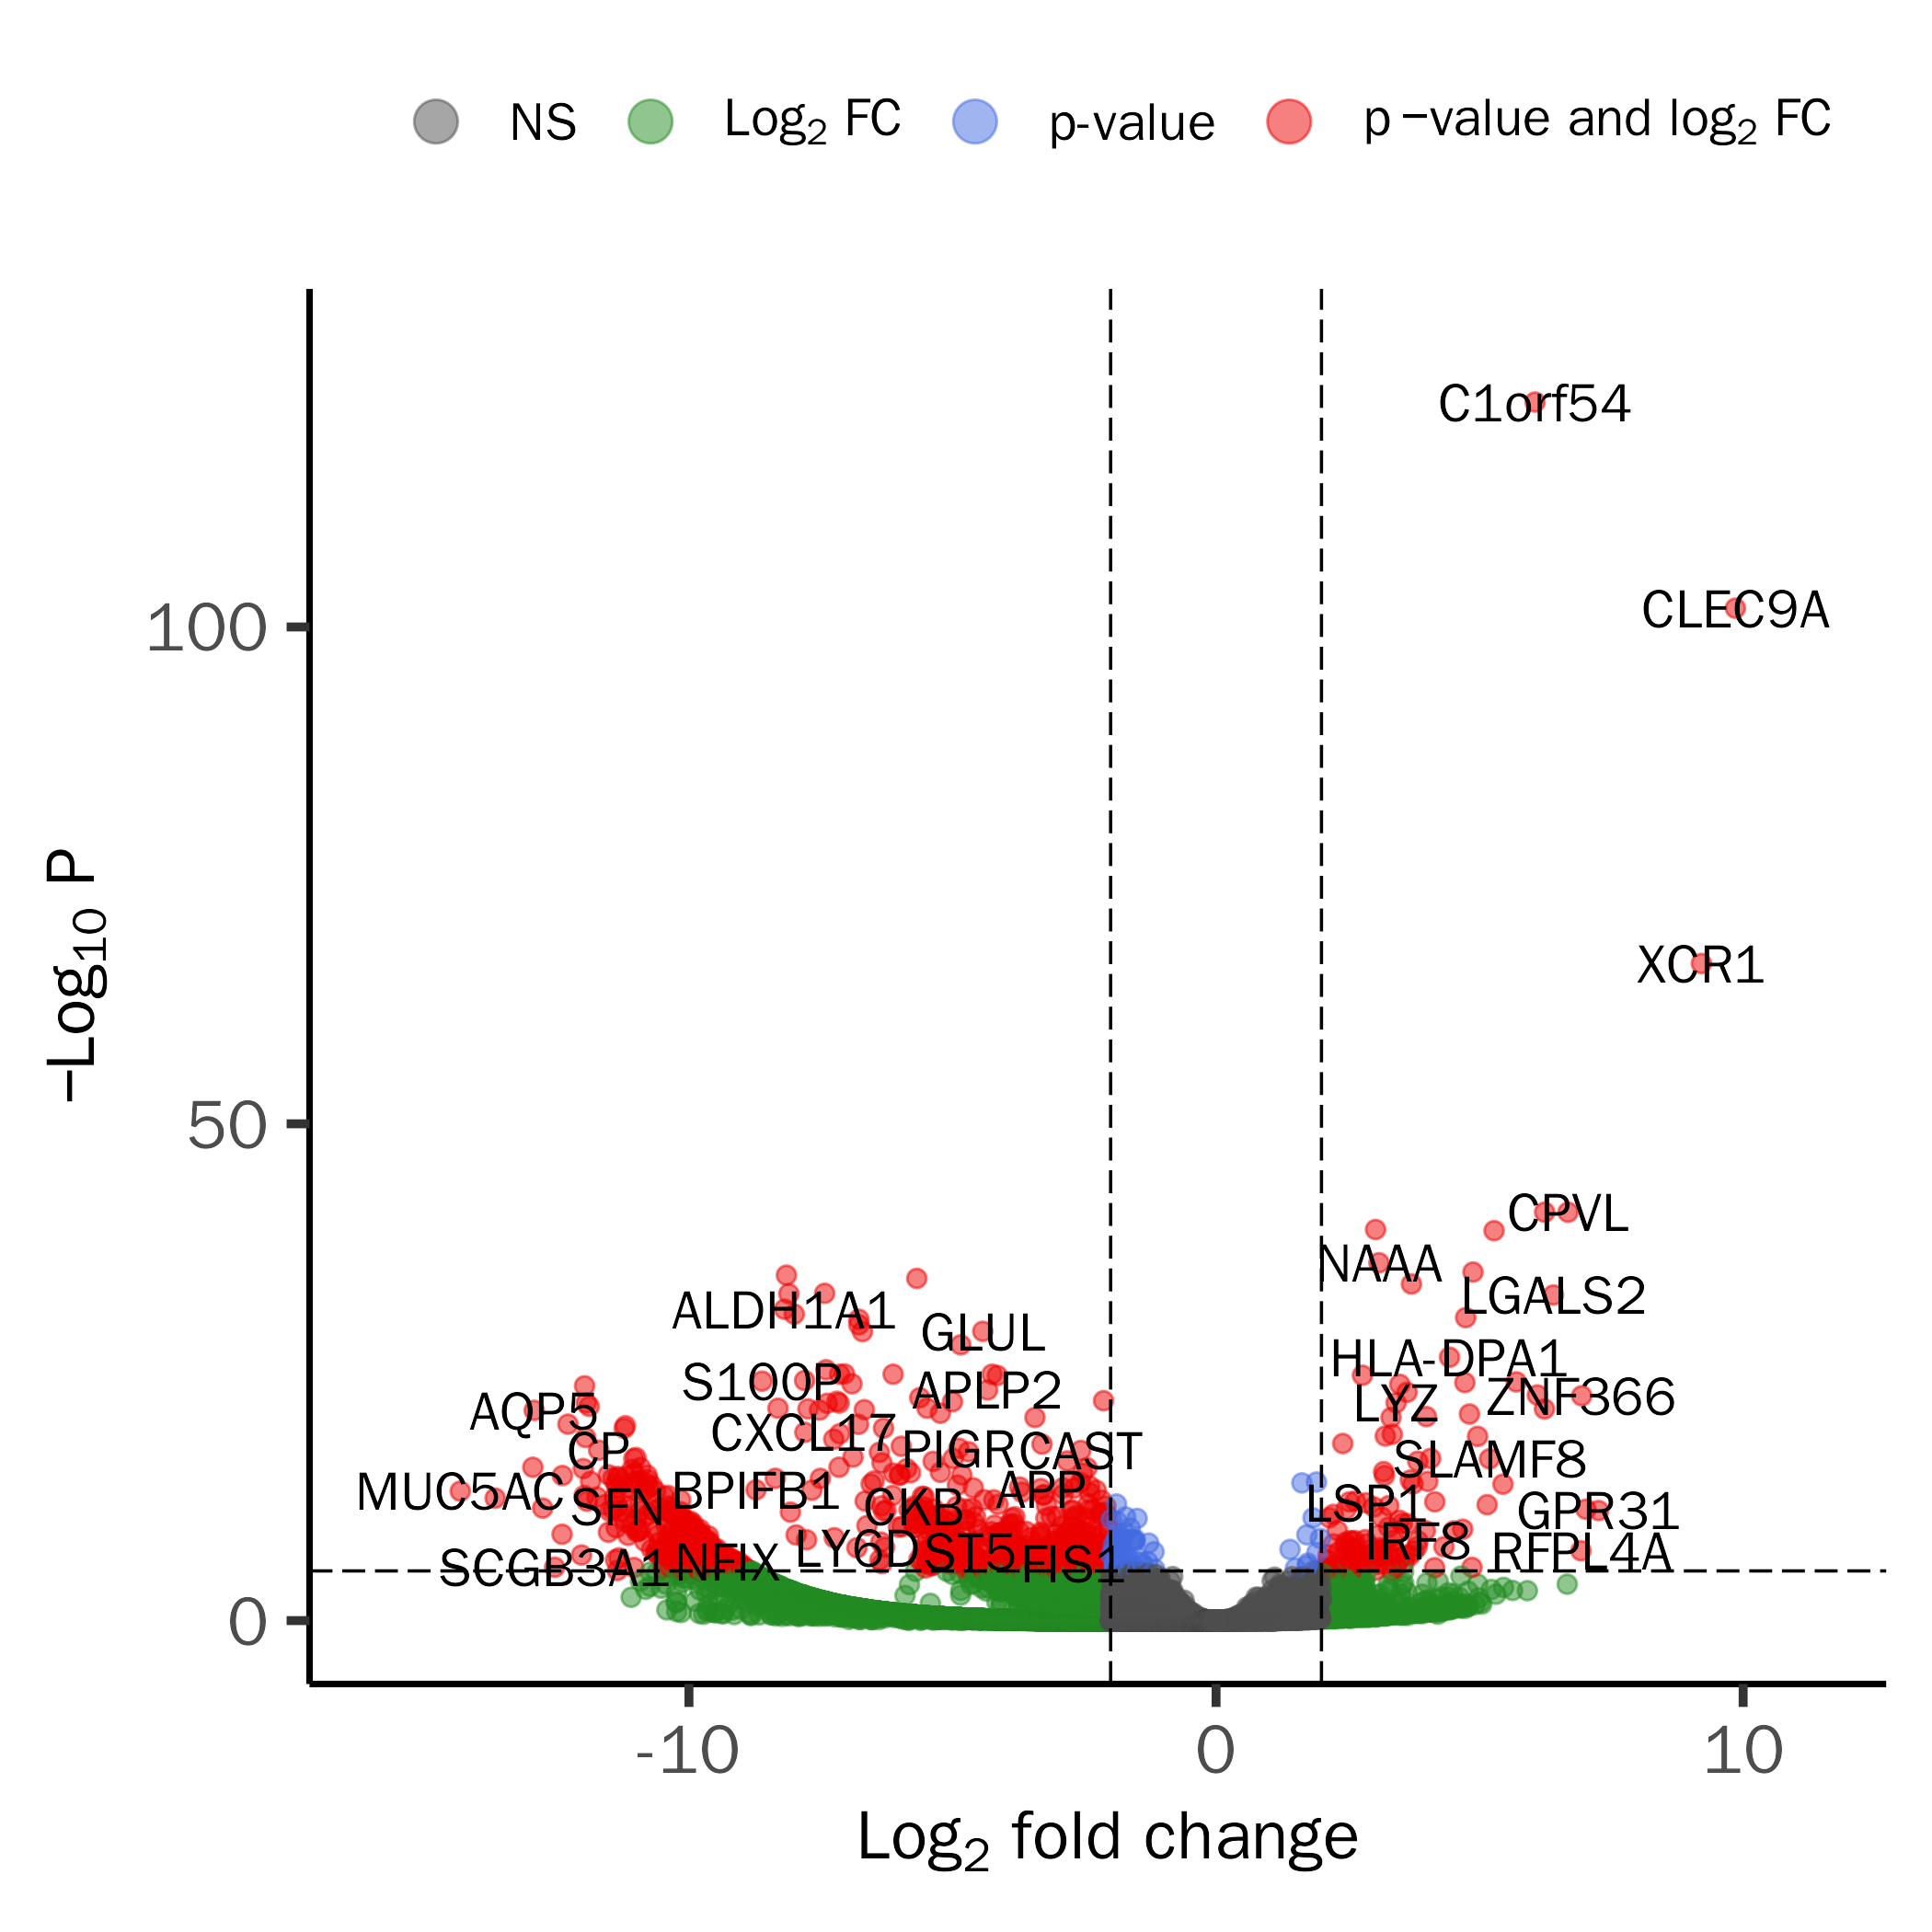 NS Log2 FC p-value p −value and log2 FC
C1orf54
CLEC9A
100
XCR1
−Log10 P
50
CPVL
NAAA
LGALS2
ALDH1A1
GLUL
HLA-DPA1
S100P
APLP2
LYZ
ZNF366
AQP5
CXCL17
CP
PIGR
CAST
SLAMF8
MUC5AC
BPIFB1
APP
SFN
CKB
LSP1
GPR31
IRF8
LY6D
ST5
FIS1
RFPL4A
SCGB3A1
NFIX
0
-10 0 10
Log2 fold change